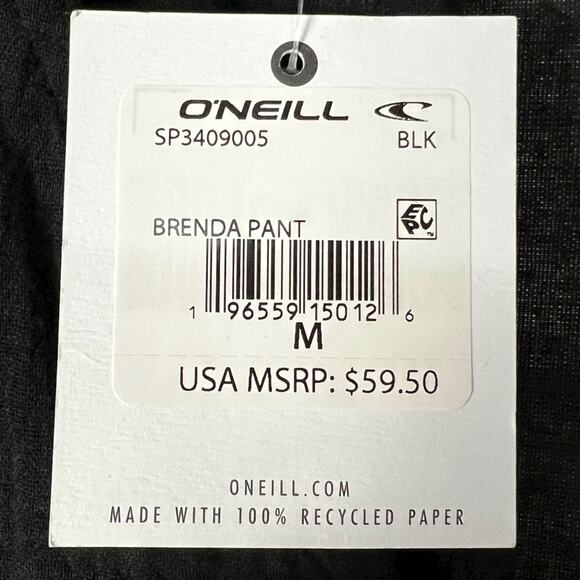 O'NEILL
SP3409005 BLK
BRENDA PANT EPC™
1 96559 15012 6
M
USA MSRP: $59.50
ONEILL.COM
MADE WITH 100% RECYCLED PAPER